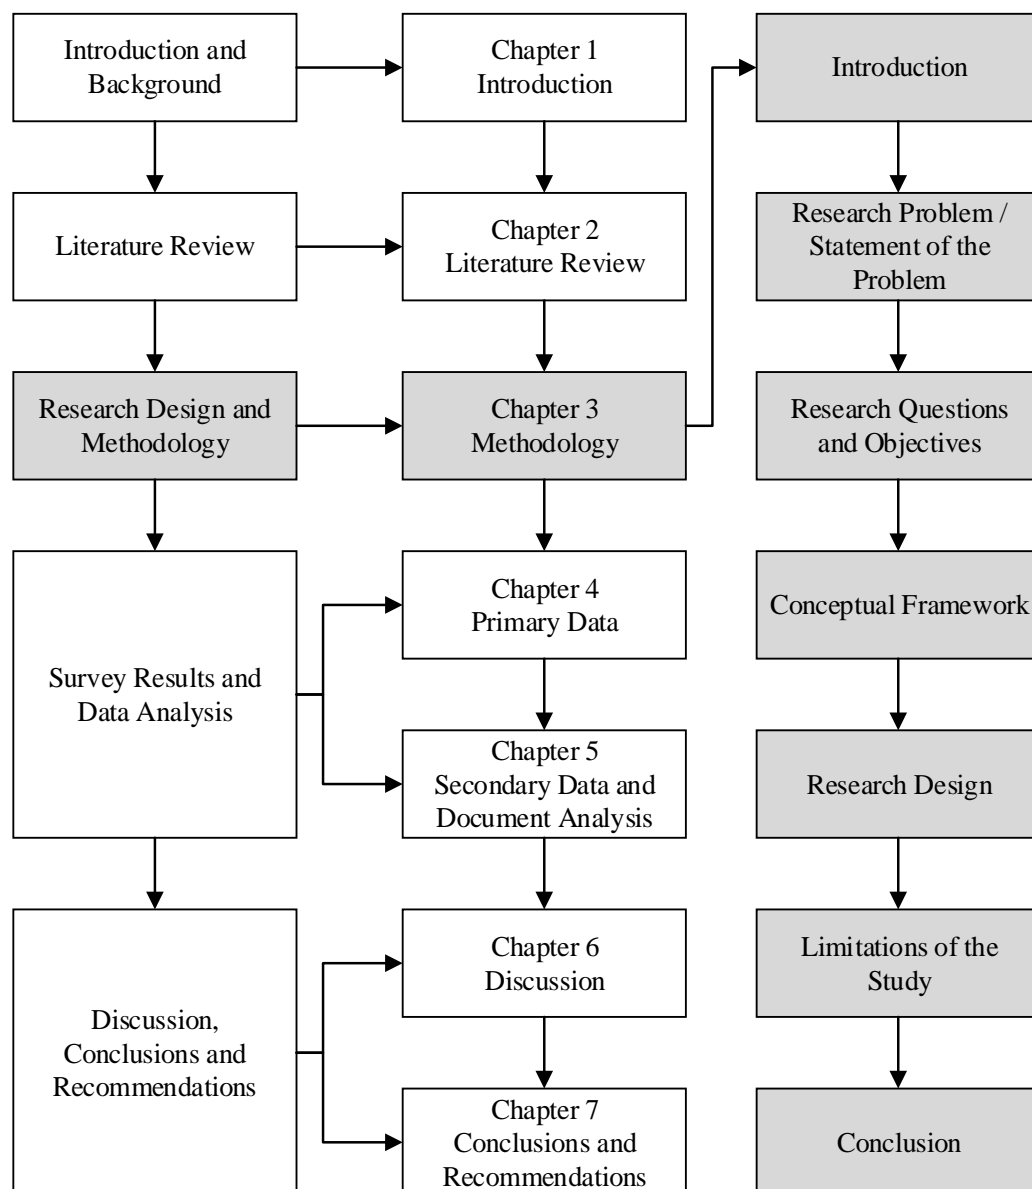 Introduction and
Background
Chapter 1
Introduction
Introduction
Literature Review
Chapter 2
Literature Review
Research Problem /
Statement of the
Problem
Research Design and
Methodology
Chapter 3
Methodology
Research Questions
and Objectives
Survey Results and
Data Analysis
Chapter 4
Primary Data
Conceptual Framework
Chapter 5
Secondary Data and
Document Analysis
Research Design
Discussion,
Conclusions and
Recommendations
Chapter 6
Discussion
Limitations of the
Study
Chapter 7
Conclusions and
Recommendations
Conclusion